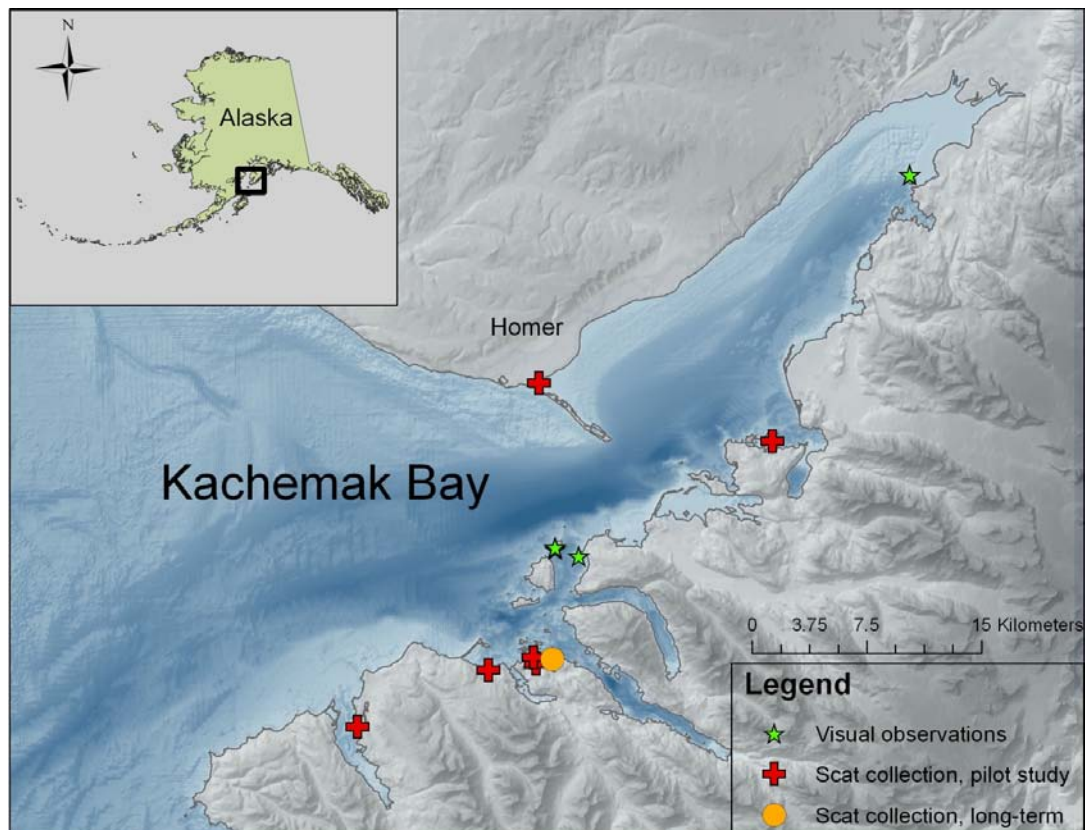 N
Alaska
Homer
Kachemak Bay
0 3.75 7.5 15 Kilometers
Legend
Visual observations
Scat collection, pilot study
Scat collection, long-term